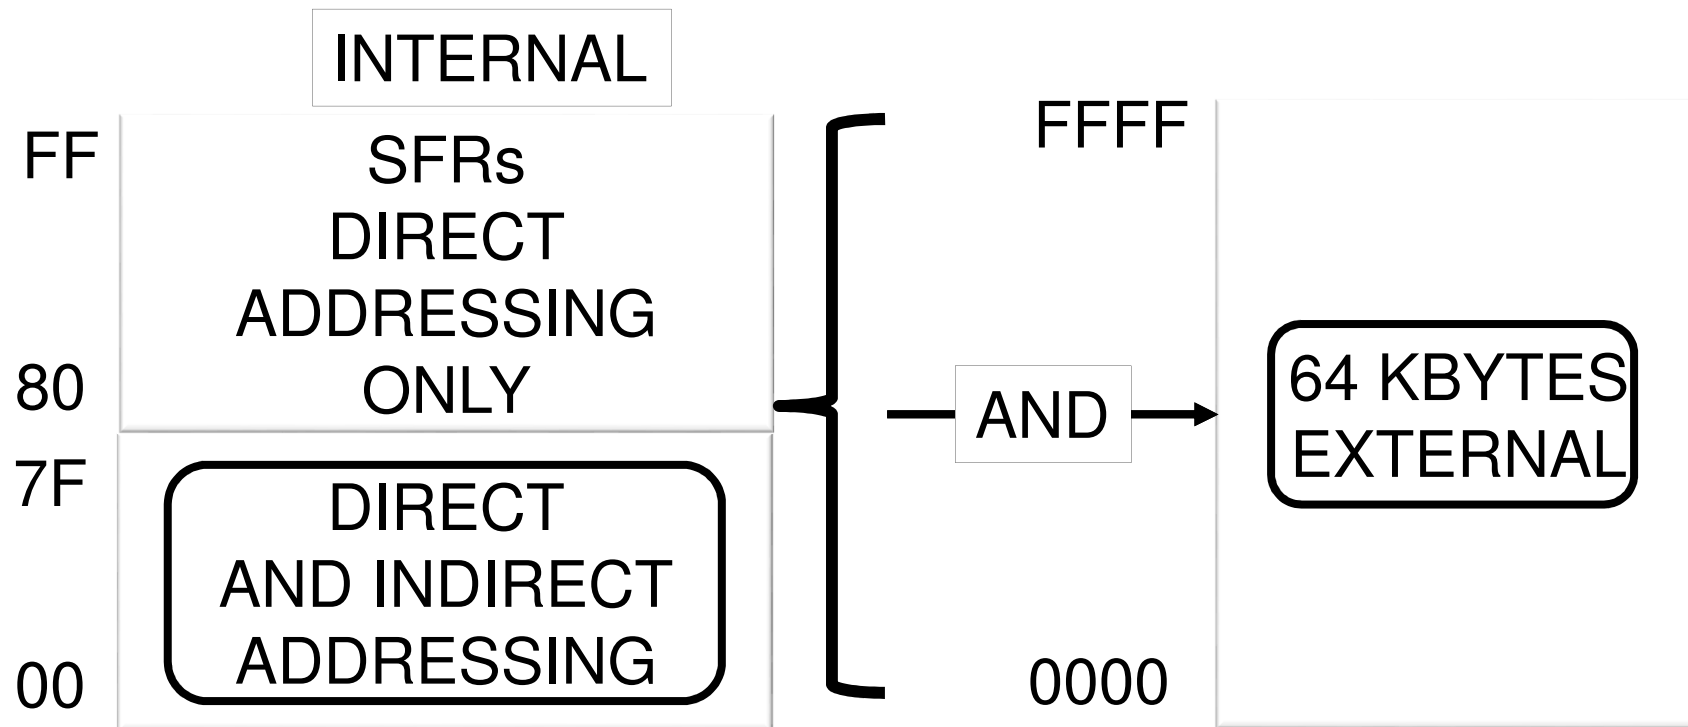 INTERNAL
FF
SFRs
DIRECT
ADDRESSING
ONLY
80
7F
DIRECT
AND INDIRECT
ADDRESSING
00
AND
FFFF
64 KBYTES
EXTERNAL
0000